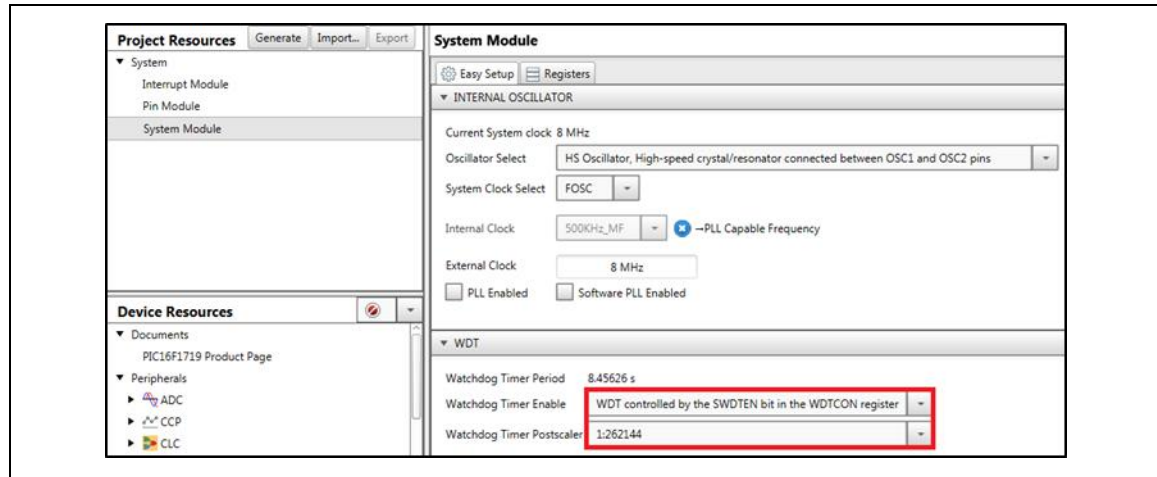 Project Resources Generate Import... Export
System
Interrupt Module
Pin Module
System Module
Device Resources
Documents
PIC16F1719 Product Page
Peripherals
ADC
CCP
CLC
System Module
Easy Setup Registers
INTERNAL OSCILLATOR
Current System clock 8 MHz
Oscillator Select HS Oscillator, High-speed crystal/resonator connected between OSC1 and OSC2 pins
System Clock Select FOSC
Internal Clock 500KHz_MF →PLL Capable Frequency
External Clock 8 MHz
PLL Enabled Software PLL Enabled
WDT
Watchdog Timer Period 8.45626 s
Watchdog Timer Enable WDT controlled by the SWDTEN bit in the WDTCON register
Watchdog Timer Postscaler 1:262144